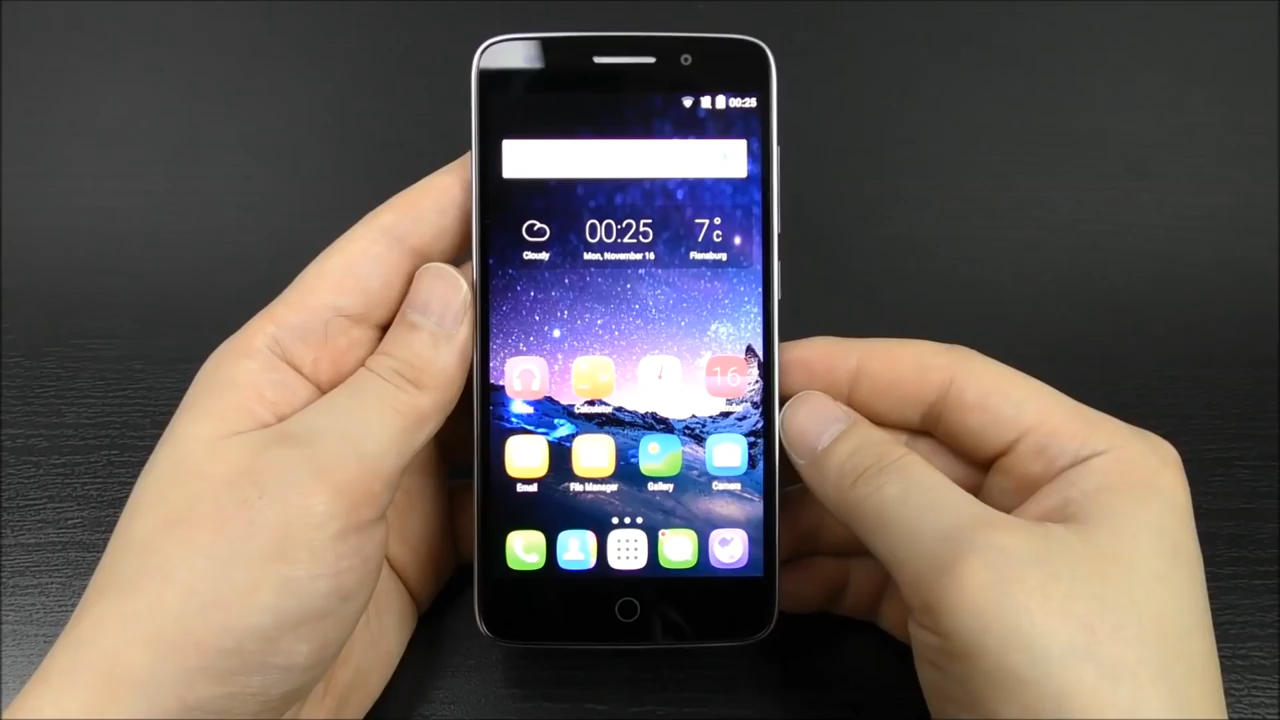 00:25
00:25
7°C
Cloudy
Mon, November 16
Flensburg
16
Calculator
Email
File Manager
Gallery
Camera